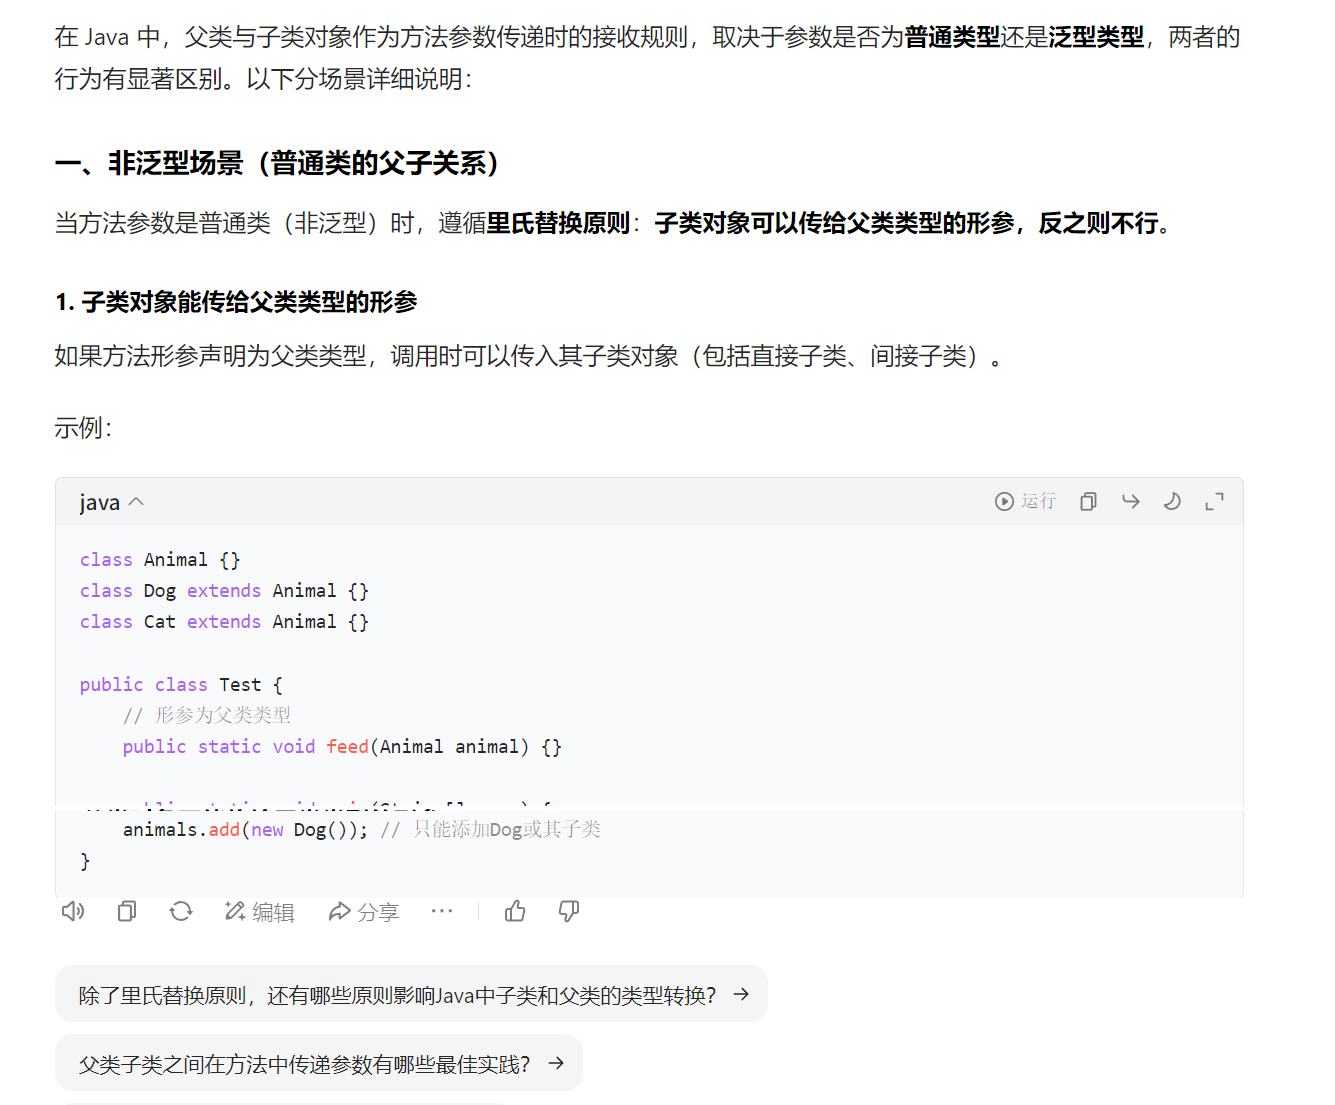 在 Java 中，父类与子类对象作为方法参数传递时的接收规则，取决于参数是否为普通类型还是泛型类型，两者的
行为有显著区别。以下分场景详细说明：
一、非泛型场景（普通类的父子关系）
当方法参数是普通类（非泛型）时，遵循里氏替换原则：子类对象可以传给父类类型的形参，反之则不行。
1. 子类对象能传给父类类型的形参
如果方法形参声明为父类类型，调用时可以传入其子类对象（包括直接子类、间接子类）。
示例：
java 运行
class Animal {}
class Dog extends Animal {}
class Cat extends Animal {}
public class Test {
// 形参为父类类型
public static void feed(Animal animal) {}
animals.add(new Dog()); // 只能添加Dog或其子类
}
编辑 分享
除了里氏替换原则，还有哪些原则影响Java中子类和父类的类型转换？ →
父类子类之间在方法中传递参数有哪些最佳实践？ →